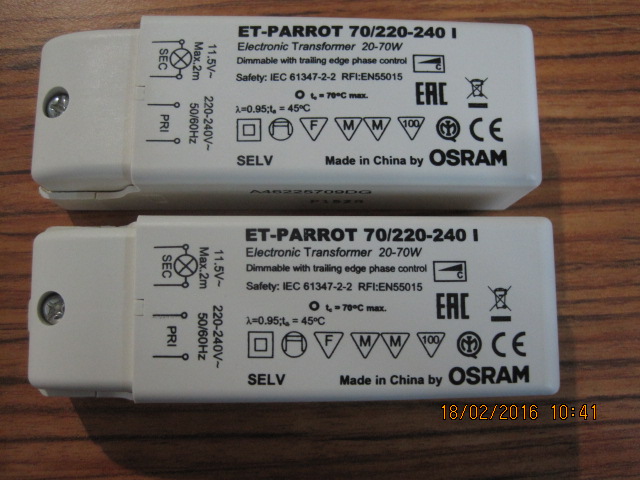 ET-PARROT 70/220-240 I
Electronic Transformer 20-70W
Dimmable with trailing edge phase control
Safety: IEC 61347-2-2 RFI:EN55015
tc = 70°C max.
λ=0.95;ta = 45°C
EAC
F M M 100 CE
SELV
Made in China by OSRAM
11.5V~
Max.2m
SEC
220-240V~
50/60Hz
PRI
A46225709DG
ET-PARROT 70/220-240 I
Electronic Transformer 20-70W
Dimmable with trailing edge phase control
Safety: IEC 61347-2-2 RFI:EN55015
tc = 70°C max.
λ=0.95;ta = 45°C
EAC
F M M 100 CE
SELV
Made in China by OSRAM
11.5V~
Max.2m
SEC
220-240V~
50/60Hz
PRI
18/02/2016 10:41